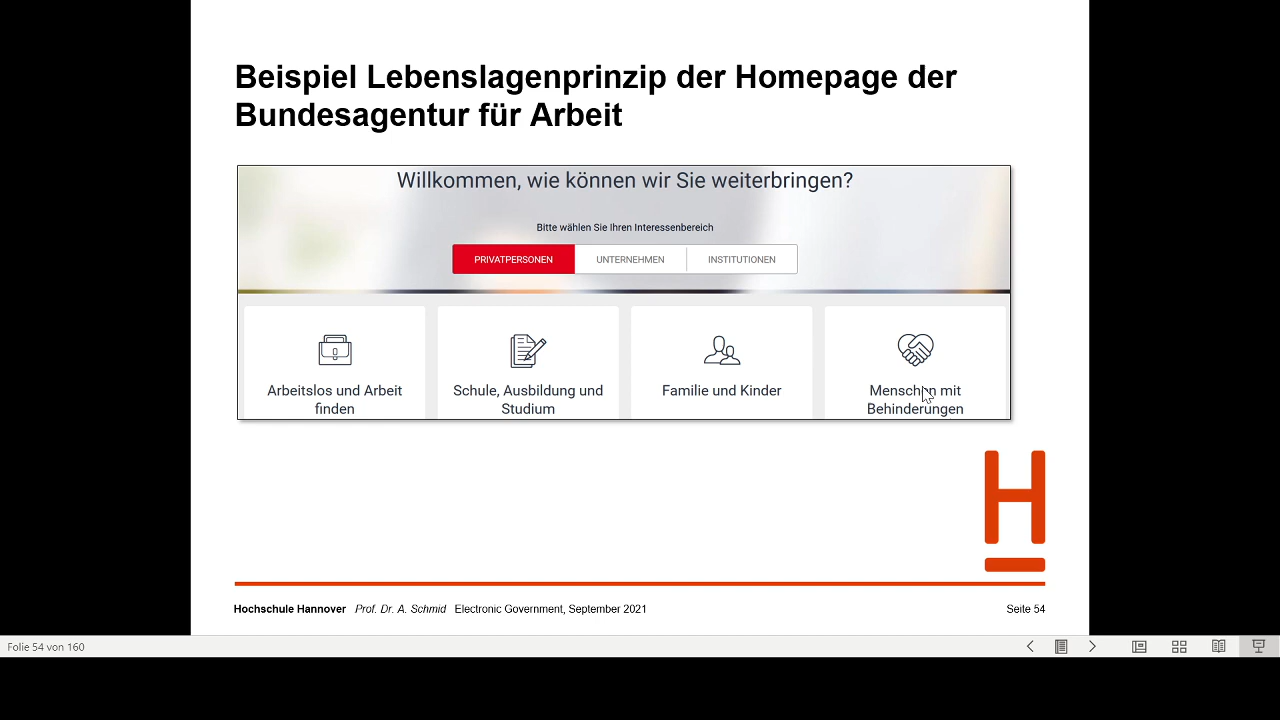 Beispiel Lebenslagenprinzip der Homepage der
Bundesagentur für Arbeit
Willkommen, wie können wir Sie weiterbringen?
Bitte wählen Sie Ihren Interessenbereich
PRIVATPERSONEN UNTERNEHMEN INSTITUTIONEN
Arbeitslos und Arbeit
finden
Schule, Ausbildung und
Studium
Familie und Kinder
Menschen mit
Behinderungen
H
Hochschule Hannover Prof. Dr. A. Schmid Electronic Government, September 2021 Seite 54
Folie 54 von 160